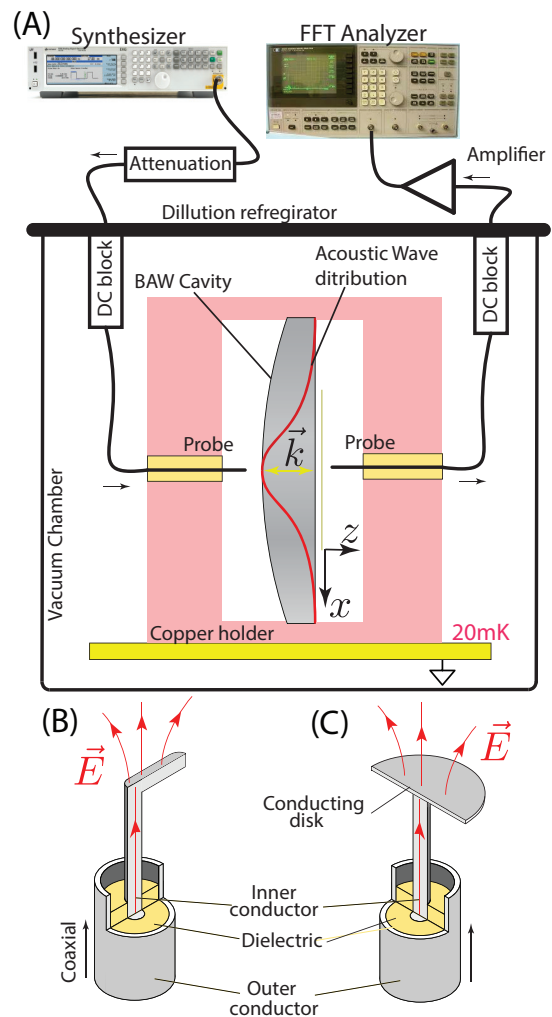 (A)
Synthesizer
FFT Analyzer
Attenuation
Amplifier
Dillution refregirator
DC block
DC block
BAW Cavity
Acoustic Wave
ditribution
Probe
Probe
k
z
x
Vacuum Chamber
Copper holder
20mK
(B)
(C)
E
E
Conducting
disk
Inner
conductor
Dielectric
Coaxial
Outer
conductor